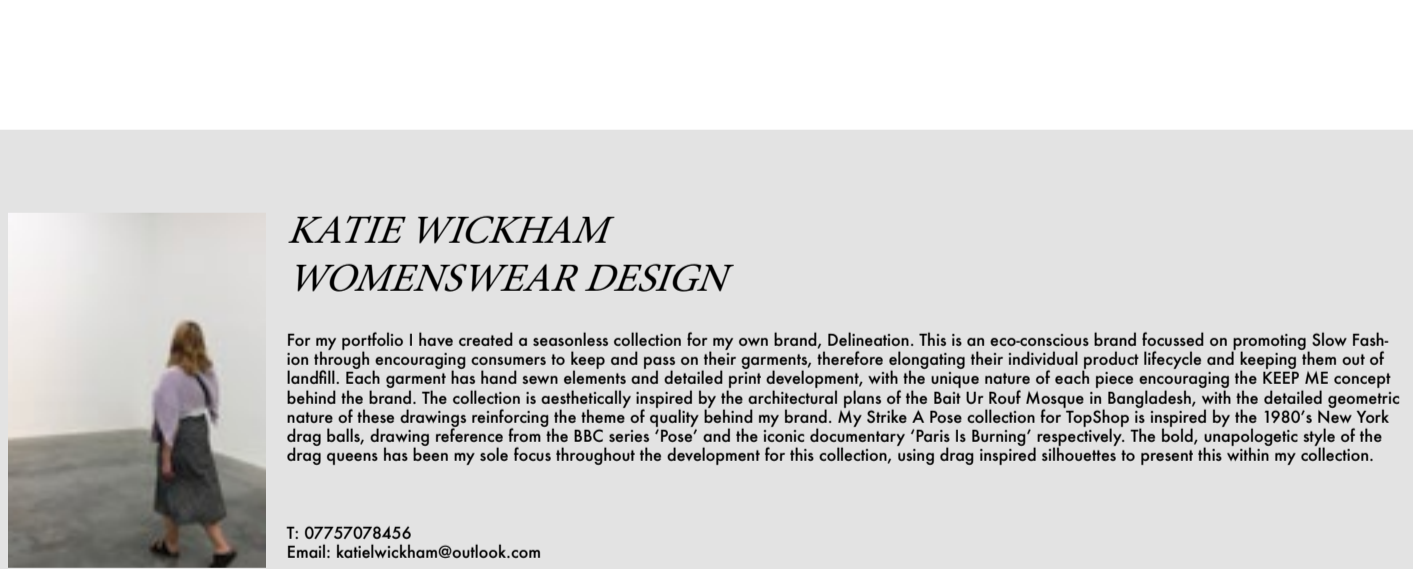 KATIE WICKHAM
WOMENSWEAR DESIGN
For my portfolio I have created a seasonless collection for my own brand, Delineation. This is an eco-conscious brand focussed on promoting Slow Fash-
ion through encouraging consumers to keep and pass on their garments, therefore elongating their individual product lifecycle and keeping them out of
landfill. Each garment has hand sewn elements and detailed print development, with the unique nature of each piece encouraging the KEEP ME concept
behind the brand. The collection is aesthetically inspired by the architectural plans of the Bait Ur Rouf Mosque in Bangladesh, with the detailed geometric
nature of these drawings reinforcing the theme of quality behind my brand. My Strike A Pose collection for TopShop is inspired by the 1980’s New York
drag balls, drawing reference from the BBC series ‘Pose’ and the iconic documentary ‘Paris Is Burning’ respectively. The bold, unapologetic style of the
drag queens has been my sole focus throughout the development for this collection, using drag inspired silhouettes to present this within my collection.
T: 07757078456
Email: katielwickham@outlook.com